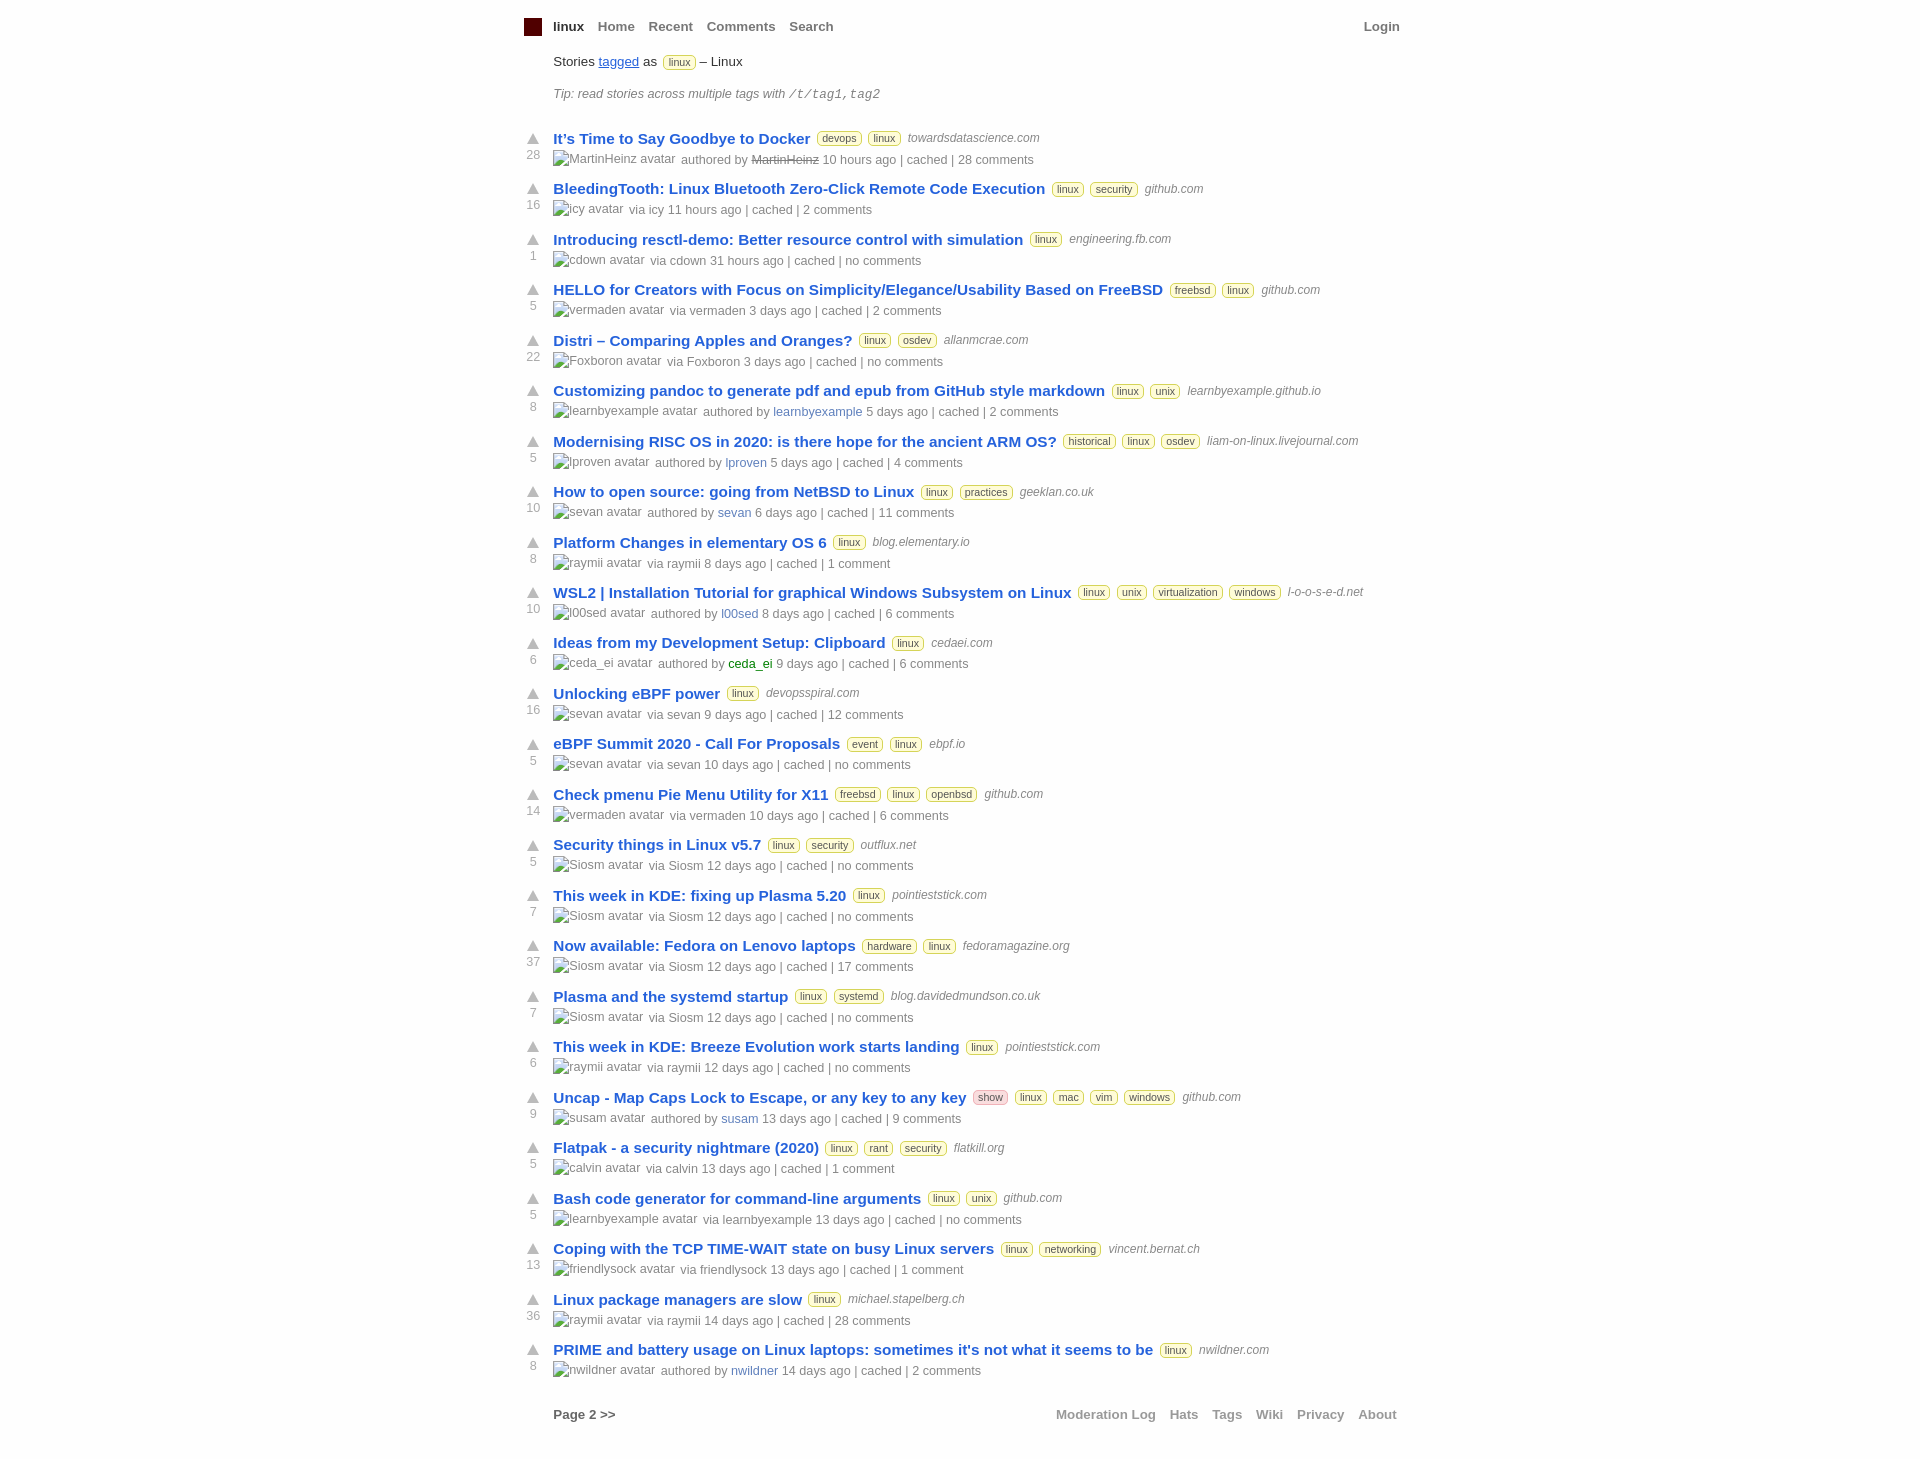 linux Home Recent Comments Search Login
Stories tagged as linux – Linux
Tip: read stories across multiple tags with /t/tag1,tag2
It’s Time to Say Goodbye to Docker devops linux towardsdatascience.com
28 MartinHeinz avatar authored by MartinHeinz 10 hours ago | cached | 28 comments
BleedingTooth: Linux Bluetooth Zero-Click Remote Code Execution linux security github.com
16 icy avatar via icy 11 hours ago | cached | 2 comments
Introducing resctl-demo: Better resource control with simulation linux engineering.fb.com
1 cdown avatar via cdown 31 hours ago | cached | no comments
HELLO for Creators with Focus on Simplicity/Elegance/Usability Based on FreeBSD freebsd linux github.com
5 vermaden avatar via vermaden 3 days ago | cached | 2 comments
Distri – Comparing Apples and Oranges? linux osdev allanmcrae.com
22 Foxboron avatar via Foxboron 3 days ago | cached | no comments
Customizing pandoc to generate pdf and epub from GitHub style markdown linux unix learnbyexample.github.io
8 learnbyexample avatar authored by learnbyexample 5 days ago | cached | 2 comments
Modernising RISC OS in 2020: is there hope for the ancient ARM OS? historical linux osdev liam-on-linux.livejournal.com
5 lproven avatar authored by lproven 5 days ago | cached | 4 comments
How to open source: going from NetBSD to Linux linux practices geeklan.co.uk
10 sevan avatar authored by sevan 6 days ago | cached | 11 comments
Platform Changes in elementary OS 6 linux blog.elementary.io
8 raymii avatar via raymii 8 days ago | cached | 1 comment
WSL2 | Installation Tutorial for graphical Windows Subsystem on Linux linux unix virtualization windows l-o-o-s-e-d.net
10 l00sed avatar authored by l00sed 8 days ago | cached | 6 comments
Ideas from my Development Setup: Clipboard linux cedaei.com
6 ceda_ei avatar authored by ceda_ei 9 days ago | cached | 6 comments
Unlocking eBPF power linux devopsspiral.com
16 sevan avatar via sevan 9 days ago | cached | 12 comments
eBPF Summit 2020 - Call For Proposals event linux ebpf.io
5 sevan avatar via sevan 10 days ago | cached | no comments
Check pmenu Pie Menu Utility for X11 freebsd linux openbsd github.com
14 vermaden avatar via vermaden 10 days ago | cached | 6 comments
Security things in Linux v5.7 linux security outflux.net
5 Siosm avatar via Siosm 12 days ago | cached | no comments
This week in KDE: fixing up Plasma 5.20 linux pointieststick.com
7 Siosm avatar via Siosm 12 days ago | cached | no comments
Now available: Fedora on Lenovo laptops hardware linux fedoramagazine.org
37 Siosm avatar via Siosm 12 days ago | cached | 17 comments
Plasma and the systemd startup linux systemd blog.davidedmundson.co.uk
7 Siosm avatar via Siosm 12 days ago | cached | no comments
This week in KDE: Breeze Evolution work starts landing linux pointieststick.com
6 raymii avatar via raymii 12 days ago | cached | no comments
Uncap - Map Caps Lock to Escape, or any key to any key show linux mac vim windows github.com
9 susam avatar authored by susam 13 days ago | cached | 9 comments
Flatpak - a security nightmare (2020) linux rant security flatkill.org
5 calvin avatar via calvin 13 days ago | cached | 1 comment
Bash code generator for command-line arguments linux unix github.com
5 learnbyexample avatar via learnbyexample 13 days ago | cached | no comments
Coping with the TCP TIME-WAIT state on busy Linux servers linux networking vincent.bernat.ch
13 friendlysock avatar via friendlysock 13 days ago | cached | 1 comment
Linux package managers are slow linux michael.stapelberg.ch
36 raymii avatar via raymii 14 days ago | cached | 28 comments
PRIME and battery usage on Linux laptops: sometimes it's not what it seems to be linux nwildner.com
8 nwildner avatar authored by nwildner 14 days ago | cached | 2 comments
Page 2 >> Moderation Log Hats Tags Wiki Privacy About